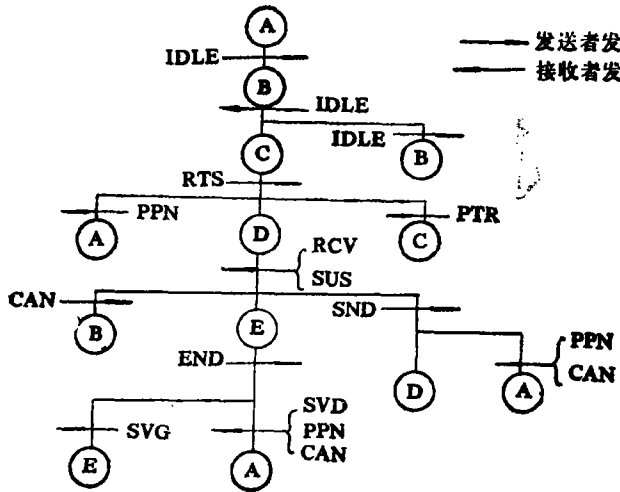 A
发送者发
IDLE
接收者发
B
IDLE
IDLE
C
B
RTS
PPN
PTR
A
D
C
RCV
SUS
CAN
SND
B
E
PPN
END
CAN
D
A
SVD
SVG
PPN
CAN
E
A